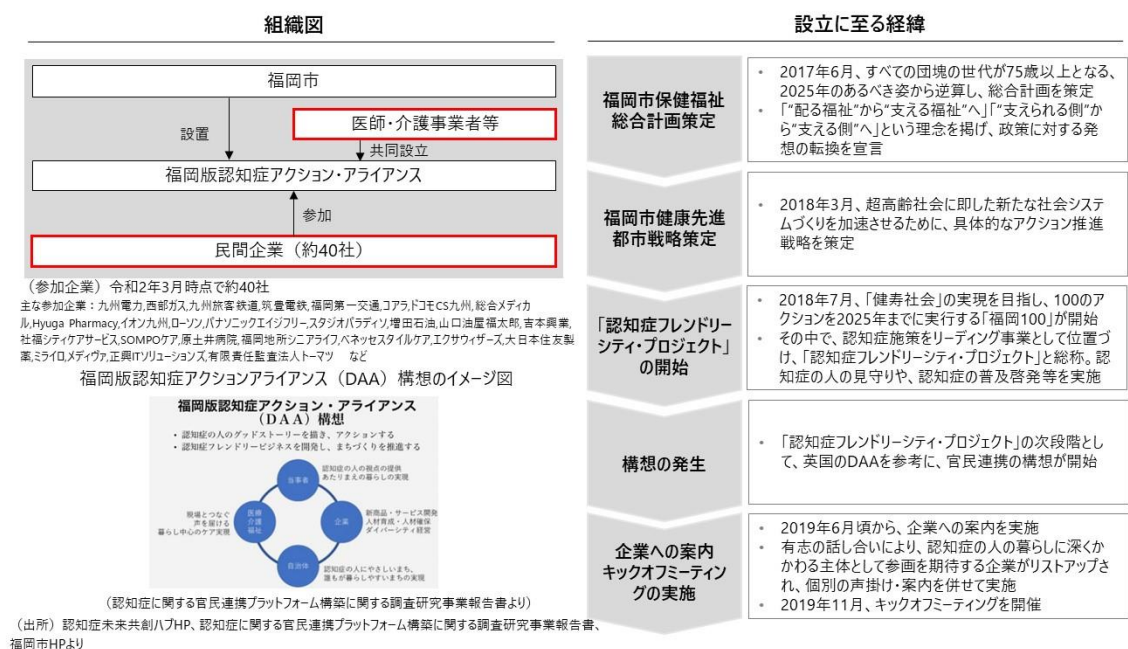 組織図
福岡市
設置
医師・介護事業者等
共同設立
福岡版認知症アクション・アライアンス
参加
民間企業（約40社）
（参加企業）令和2年3月時点で約40社
主な参加企業：九州電力,西部ガス,九州旅客鉄道,筑豊電鉄,福岡第一交通,コアラ,ドコモCS九州,総合メディカ
ル,Hyuga Pharmacy,イオン九州,ローソン,パナソニックエイジフリー,スタジオパラディソ,増田石油,山口油屋福太郎,吉本興業,
社福シティケアサービス,SOMPOケア,原土井病院,福岡地所シニアライフ,ベネッセスタイルケア,エクサウィザーズ,大日本住友製
薬,ミライロ,メディヴァ,正興ITソリューションズ,有限責任監査法人トーマツ　など
福岡版認知症アクションアライアンス（DAA）構想のイメージ図
福岡版認知症アクション・アライアンス
（DAA）構想
• 認知症の人のグッドストーリーを描き、アクションする
• 認知症フレンドリービジネスを開発し、まちづくりを推進する
当事者
認知症の人の視点の提供
あたりまえの暮らしの実現
現場とつなぐ
声を届ける
暮らし中心のケア実現
医療
介護
福祉
企業
新商品・サービス開発
人材育成・人材確保
ダイバーシティ経営
自治体
認知症の人にやさしいまち、
誰もが暮らしやすいまちの実現
（認知症に関する官民連携プラットフォーム構築に関する調査研究事業報告書より）
（出所）認知症未来共創ハブHP、認知症に関する官民連携プラットフォーム構築に関する調査研究事業報告書、
福岡市HPより
設立に至る経緯
福岡市保健福祉
総合計画策定
• 2017年6月、すべての団塊の世代が75歳以上となる、
2025年のあるべき姿から逆算し、総合計画を策定
• 「“配る福祉”から“支える福祉”へ」「“支えられる側”か
ら“支える側”へ」という理念を掲げ、政策に対する発
想の転換を宣言
福岡市健康先進
都市戦略策定
• 2018年3月、超高齢社会に即した新たな社会システ
ムづくりを加速させるために、具体的なアクション推進
戦略を策定
「認知症フレンドリー
シティ・プロジェクト」
の開始
• 2018年7月、「健寿社会」の実現を目指し、100のア
クションを2025年までに実行する「福岡100」が開始
• その中で、認知症施策をリーディング事業として位置づ
け、「認知症フレンドリーシティ・プロジェクト」と総称。認
知症の人の見守りや、認知症の普及啓発等を実施
構想の発生
• 「認知症フレンドリーシティ・プロジェクト」の次段階とし
て、英国のDAAを参考に、官民連携の構想が開始
企業への案内
キックオフミーティン
グの実施
• 2019年6月頃から、企業への案内を実施
• 有志の話し合いにより、認知症の人の暮らしに深くか
かわる主体として参画を期待する企業がリストアップさ
れ、個別の声掛け・案内を併せて実施
• 2019年11月、キックオフミーティングを開催